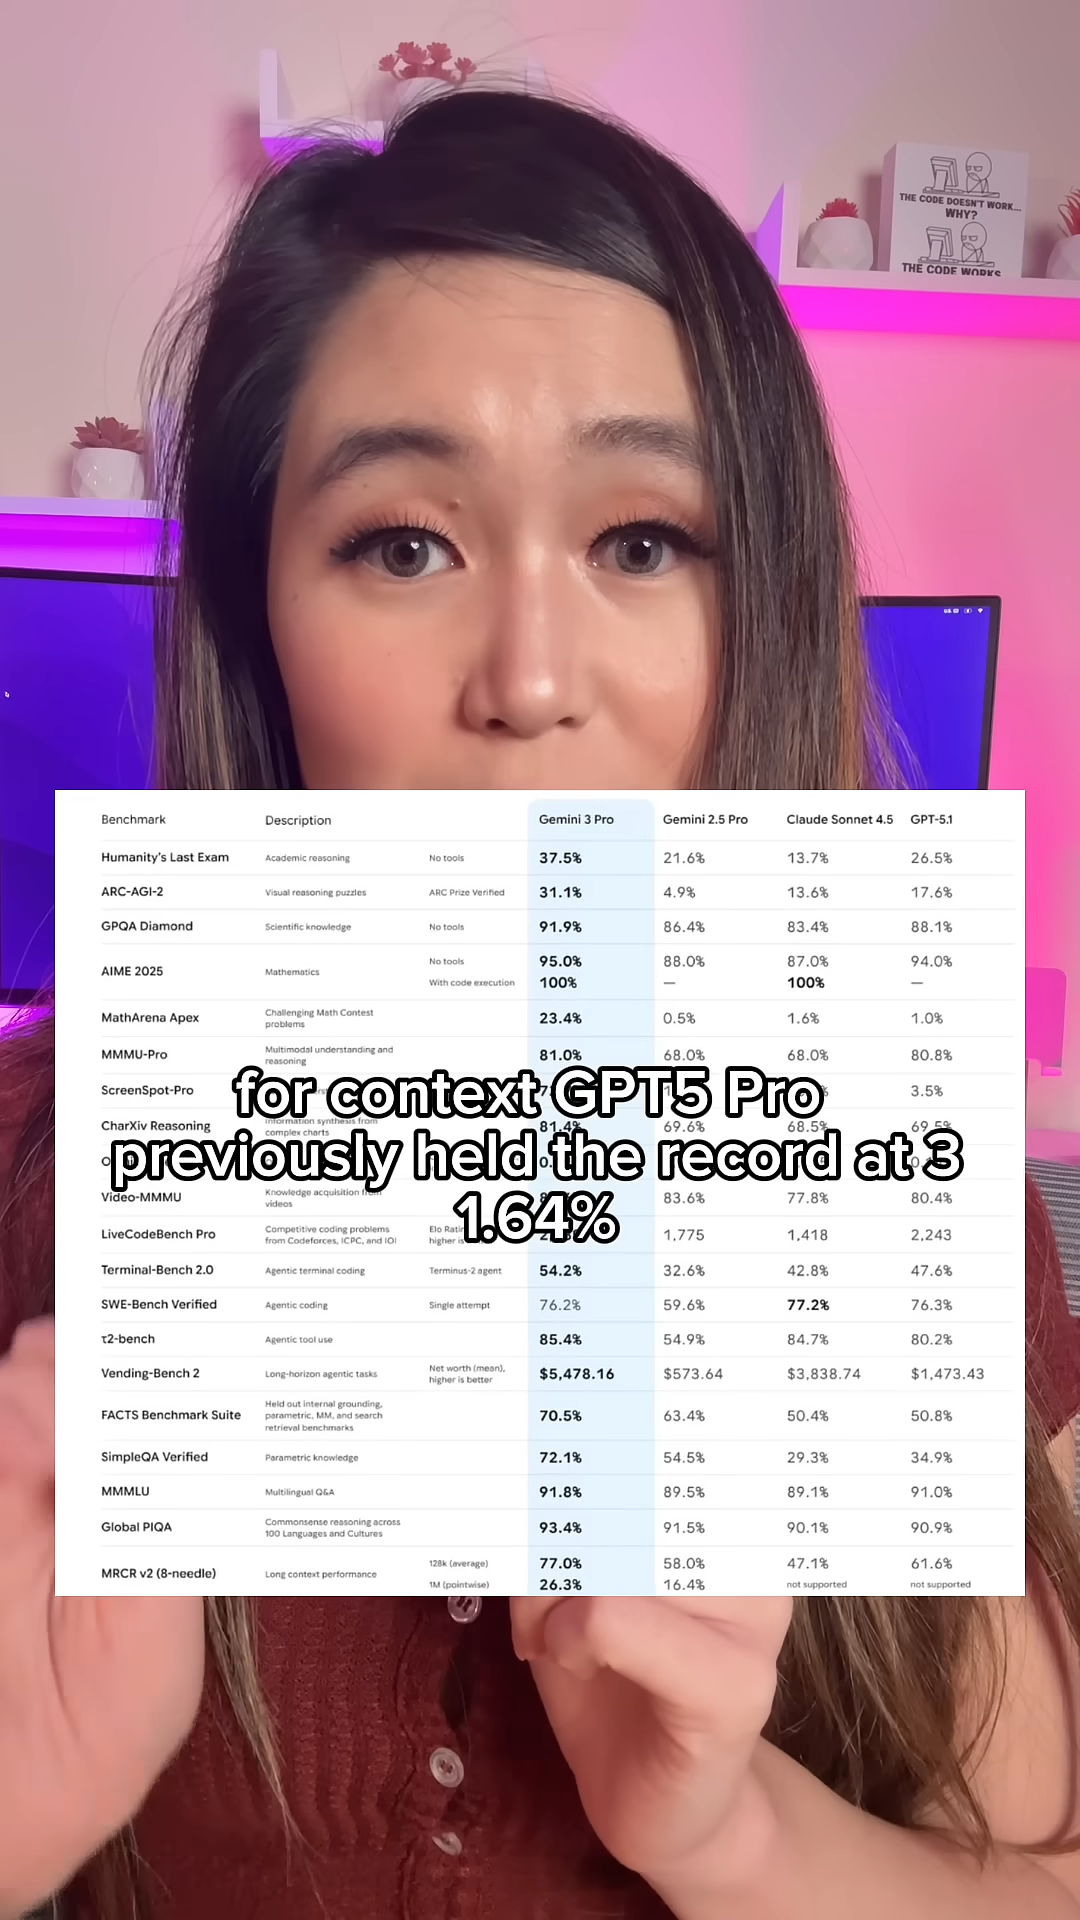 THE CODE DOESN'T WORK...
WHY?
THE CODE WORKS
Benchmark Description Gemini 3 Pro Gemini 2.5 Pro Claude Sonnet 4.5 GPT-5.1
Humanity's Last Exam Academic reasoning No tools 37.5% 21.6% 13.7% 26.5%
ARC-AGI-2 Visual reasoning puzzles ARC Prize Verified 31.1% 4.9% 13.6% 17.6%
GPQA Diamond Scientific knowledge No tools 91.9% 86.4% 83.4% 88.1%
AIME 2025 Mathematics No tools 95.0% 88.0% 87.0% 94.0%
With code execution 100% — 100% —
MathArena Apex Challenging Math Contest problems 23.4% 0.5% 1.6% 1.0%
MMMU-Pro Multimodal understanding and reasoning 81.0% 68.0% 68.0% 80.8%
ScreenSpot-Pro 3.5%
for context GPT5 Pro
CharXiv Reasoning Information synthesis from complex charts 81.4% 69.6% 68.5% 69.5%
previously held the record at 3
1.64%
Video-MMMU Knowledge acquisition from videos 83.6% 77.8% 80.4%
LiveCodeBench Pro Competitive coding problems from Codeforces, ICPC, and IOI Elo higher 1,775 1,418 2,243
Terminal-Bench 2.0 Agentic terminal coding Terminus-2 agent 54.2% 32.6% 42.8% 47.6%
SWE-Bench Verified Agentic coding Single attempt 76.2% 59.6% 77.2% 76.3%
τ2-bench Agentic tool use 85.4% 54.9% 84.7% 80.2%
Vending-Bench 2 Long-horizon agentic tasks Net worth (mean), higher is better $5,478.16 $573.64 $3,838.74 $1,473.43
FACTS Benchmark Suite Held out internal grounding, parametric, MM, and search retrieval benchmarks 70.5% 63.4% 50.4% 50.8%
SimpleQA Verified Parametric knowledge 72.1% 54.5% 29.3% 34.9%
MMMLU Multilingual Q&A 91.8% 89.5% 89.1% 91.0%
Global PIQA Commonsense reasoning across 100 Languages and Cultures 93.4% 91.5% 90.1% 90.9%
MRCR v2 (8-needle) Long context performance 128k (average) 77.0% 58.0% 47.1% 61.6%
1M (pointwise) 26.3% 16.4% not supported not supported